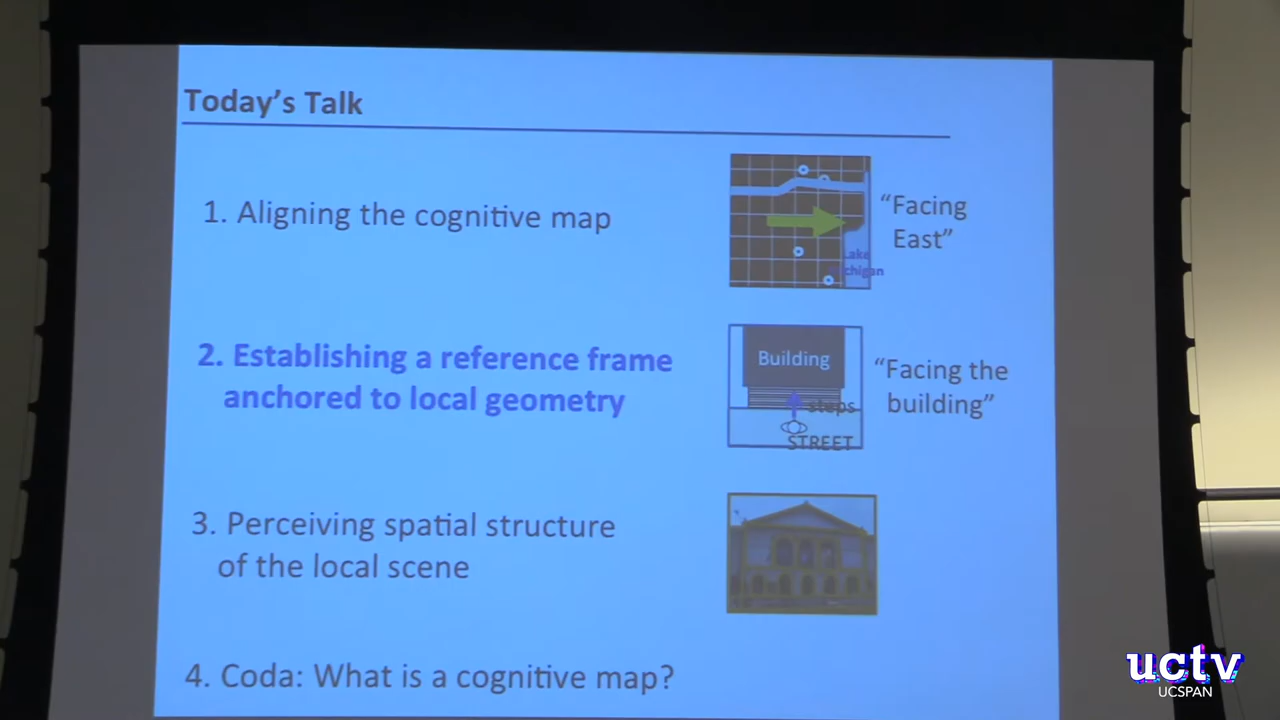 Today's Talk
1. Aligning the cognitive map
"Facing
East"
Lake
chigan
2. Establishing a reference frame
anchored to local geometry
Building
steps
STREET
"Facing the
building"
3. Perceiving spatial structure
of the local scene
4. Coda: What is a cognitive map?
uctv
UCSPAN